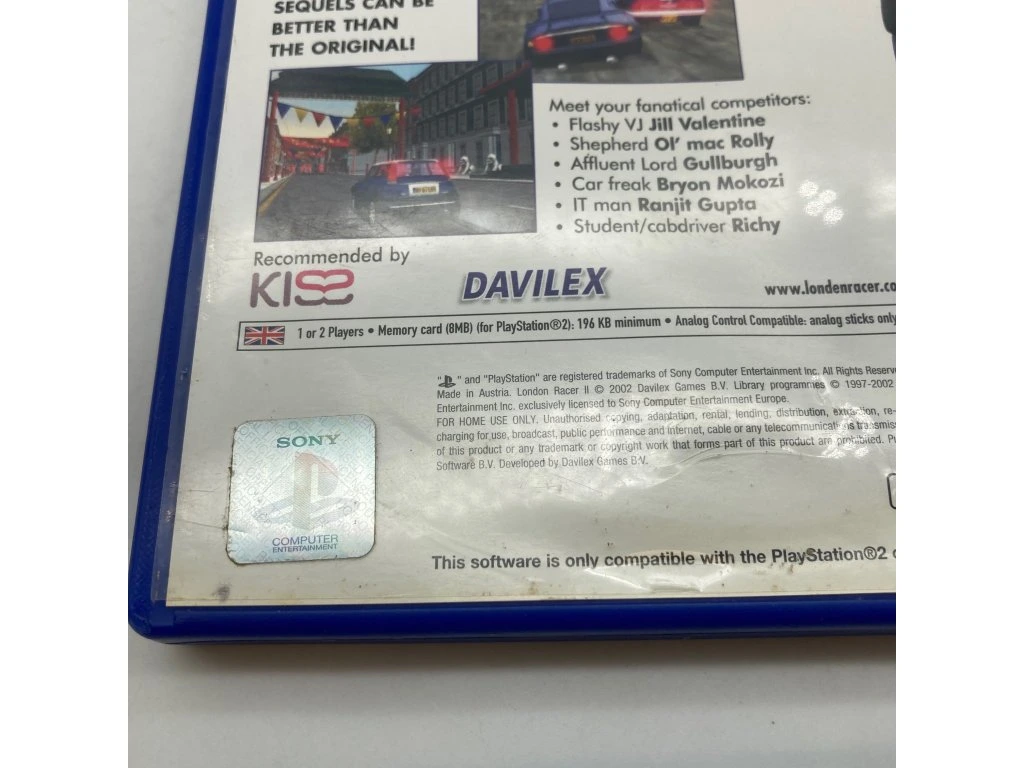 SEQUELS CAN BE
BETTER THAN
THE ORIGINAL!
Meet your fanatical competitors:
• Flashy VJ Jill Valentine
• Shepherd Ol' mac Rolly
• Affluent Lord Gullburgh
• Car freak Bryon Mokozi
• IT man Ranjit Gupta
• Student/cabdriver Richy
Recommended by
KISS
DAVILEX
www.londenracer.co
1 or 2 Players • Memory card (8MB) (for PlayStation®2): 196 KB minimum • Analog Control Compatible: analog sticks only
" " and "PlayStation" are registered trademarks of Sony Computer Entertainment Inc. All Rights Reserve
Made in Austria. London Racer II © 2002 Davilex Games B.V. Library programmes © 1997-2002
Entertainment Inc. exclusively licensed to Sony Computer Entertainment Europe.
FOR HOME USE ONLY. Unauthorised copying, adaptation, rental, lending, distribution, extraction, re-
charging for use, broadcast, public performance and internet, cable or any telecommunications transmiss
of this product or any trademark or copyright work that forms part of this product are prohibited. Pu
Software B.V. Developed by Davilex Games B.V.
SONY
COMPUTER
ENTERTAINMENT
This software is only compatible with the PlayStation®2 c